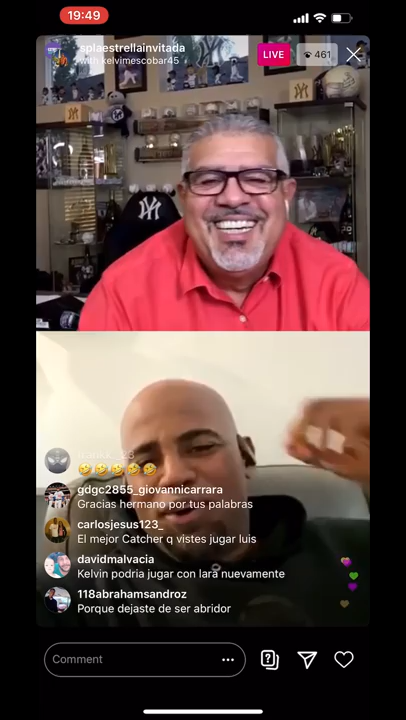 19:49
splaestrellainvitada
with kelvimescobar45
LIVE
461
🤣🤣🤣🤣🤣
gdgc2855_giovannicarrara
Gracias hermano por tus palabras
carlosjesus123_
El mejor Catcher q vistes jugar luis
davidmalvacia
Kelvin podria jugar con lara nuevamente
118abrahamsandroz
Porque dejaste de ser abridor
Comment